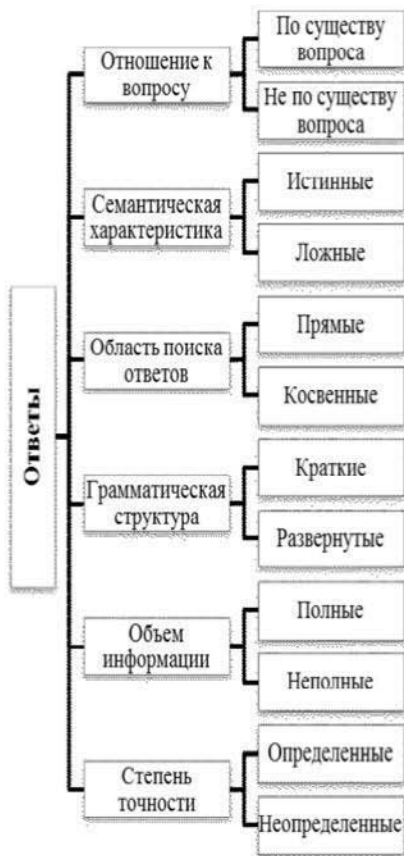 Ответы
Отношение к
вопросу
По существу
вопроса
Не по существу
вопроса
Семантическая
характеристика
Истинные
Ложные
Область поиска
ответов
Прямые
Косвенные
Грамматическая
структура
Краткие
Развернутые
Объем
информации
Полные
Неполные
Степень
точности
Определенные
Неопределенные